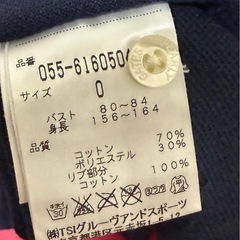 品番
055-616050
サイズ 0
バスト 80〜84
身長 156〜164
品質
コットン 70%
ポリエステル 30%
リブ部分
コットン 100%
㈱TSIグルーヴアンドスポーツ